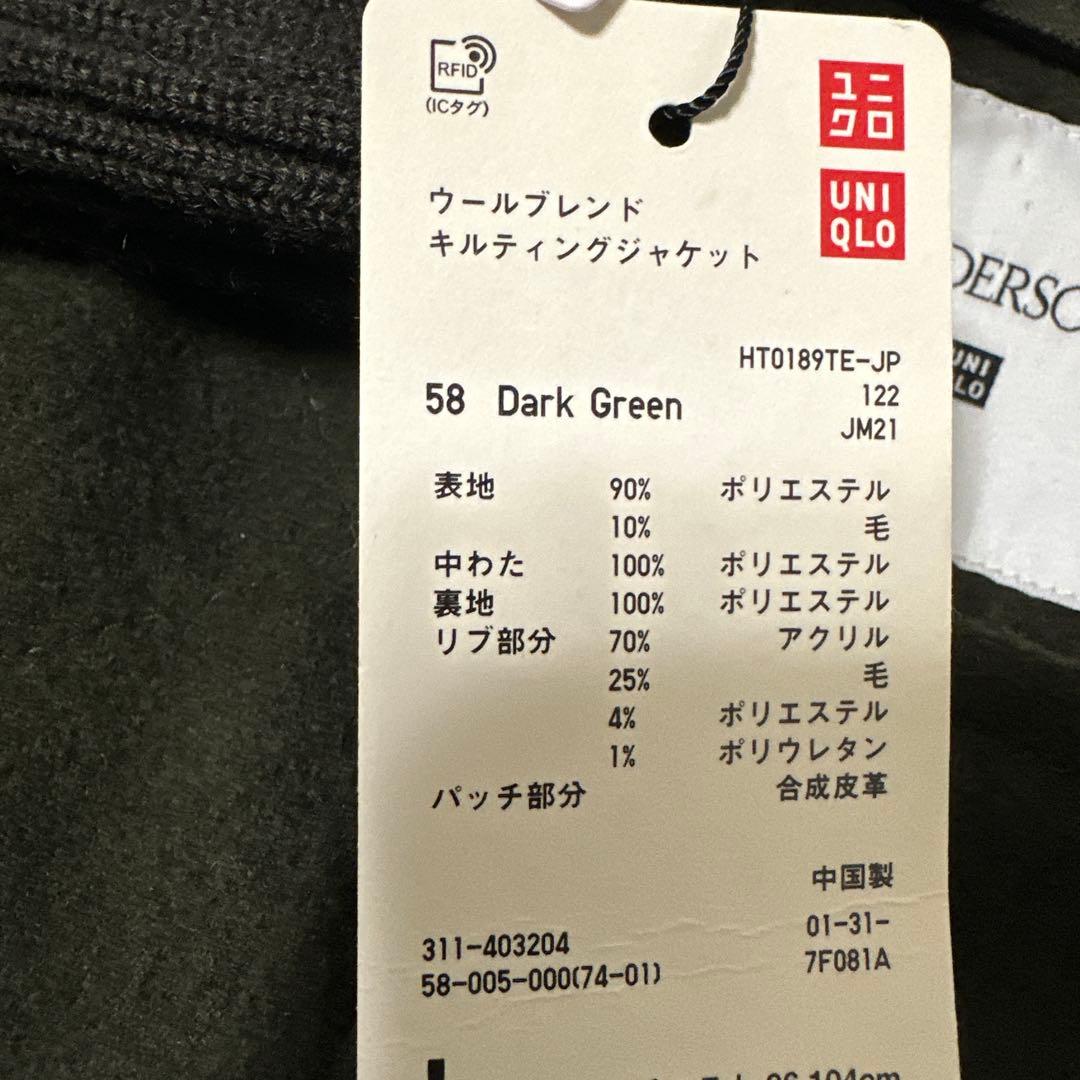 RFID
(ICタグ)
ユニ
クロ
UNI
QLO
ウールブレンド
キルティングジャケット
HT0189TE-JP
58 Dark Green
122
JM21
表地 90% ポリエステル
10% 毛
中わた 100% ポリエステル
裏地 100% ポリエステル
リブ部分 70% アクリル
25% 毛
4% ポリエステル
1% ポリウレタン
パッチ部分 合成皮革
中国製
311-403204 01-31-
58-005-000(74-01) 7F081A
DERSO
UNI
QLO